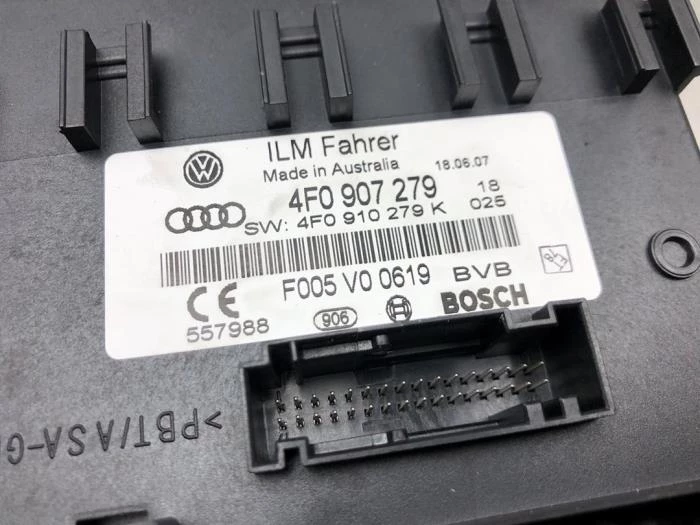 ILM Fahrer
Made in Australia 18.06.07
4F0 907 279 18
SW: 4F0 910 279 K 025
F005 V0 0619 BVB
557988 906 BOSCH
>PBT/ASA-G